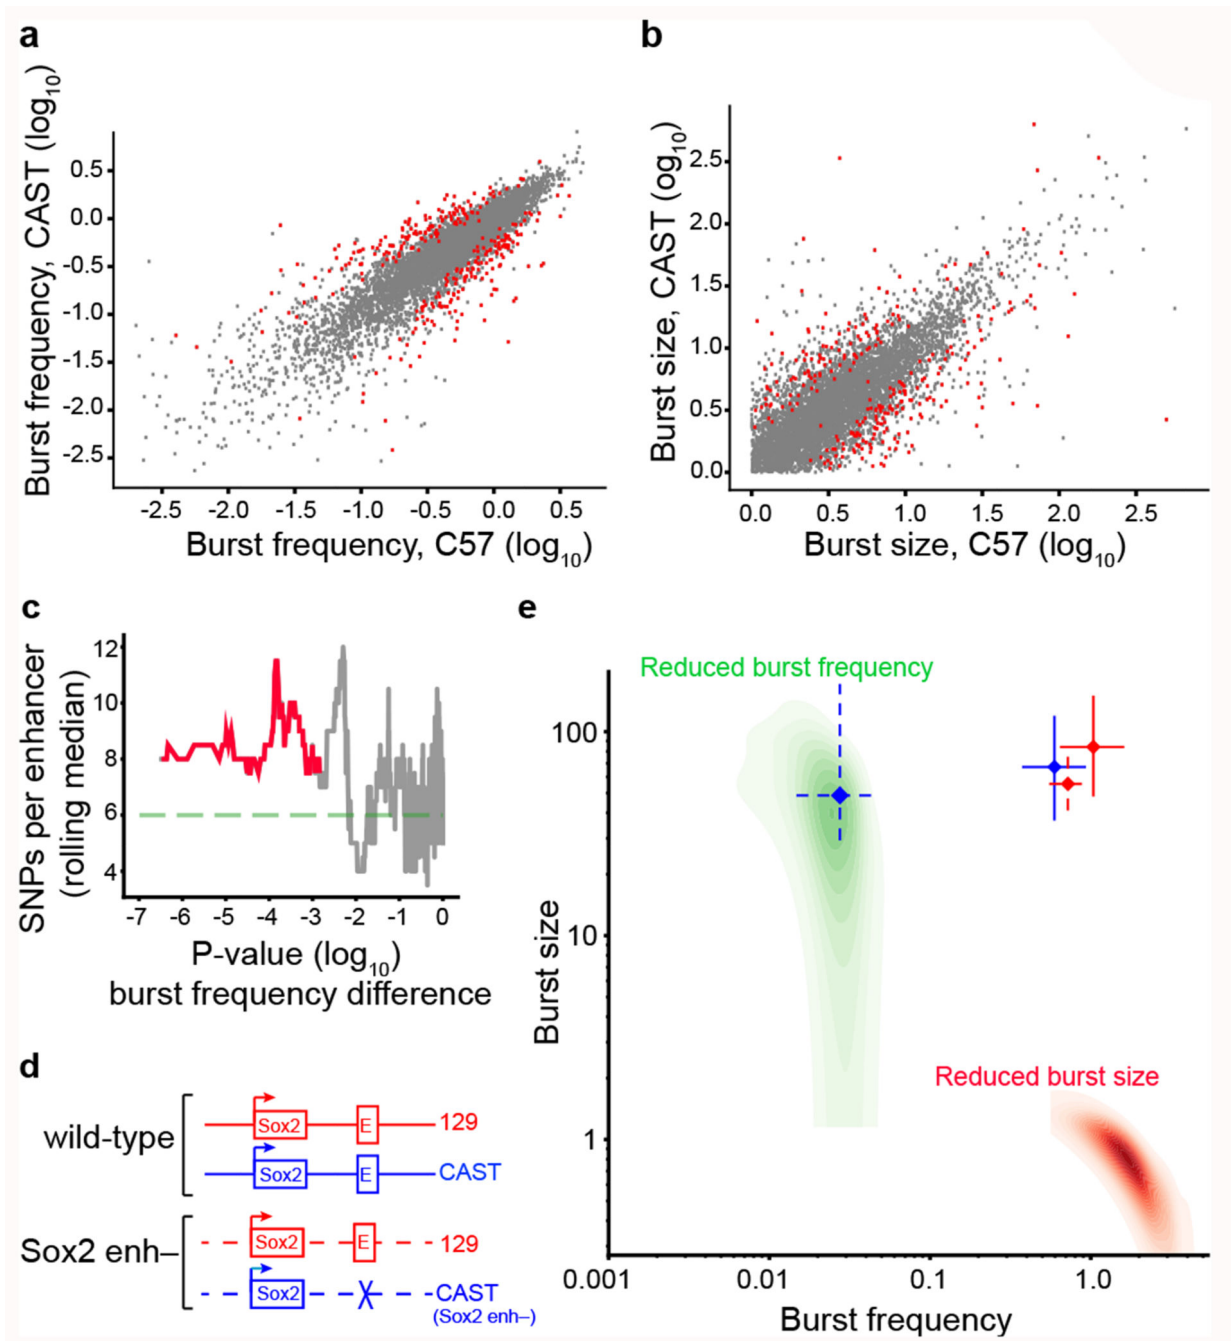 a
Burst frequency, CAST (log10)
0.5
0.0
-0.5
-1.0
-1.5
-2.0
-2.5
-2.5 -2.0 -1.5 -1.0 -0.5 0.0 0.5
Burst frequency, C57 (log10)
b
Burst size, CAST (og10)
2.5
2.0
1.5
1.0
0.5
0.0
0.0 0.5 1.0 1.5 2.0 2.5
Burst size, C57 (log10)
c
SNPs per enhancer
(rolling median)
12
10
8
6
4
-7 -6 -5 -4 -3 -2 -1 0
P-value (log10)
burst frequency difference
d
wild-type
Sox2 E 129
Sox2 E CAST
Sox2 enh–
Sox2 E 129
Sox2 CAST
(Sox2 enh–)
e
Reduced burst frequency
Burst size
100
10
1
Reduced burst size
0.001 0.01 0.1 1.0
Burst frequency